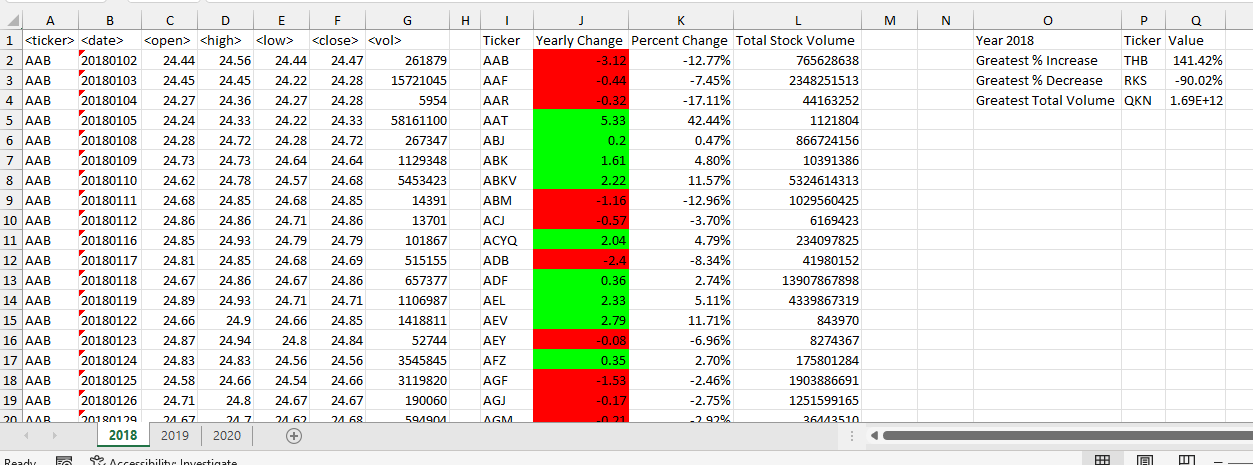 A B C D E F G H I J K L M N O P Q
1 <ticker> <date> <open> <high> <low> <close> <vol> Ticker Yearly Change Percent Change Total Stock Volume Year 2018 Ticker Value
2 AAB 20180102 24.44 24.56 24.44 24.47 261879 AAB -3.12 -12.77% 765628638 Greatest % Increase THB 141.42%
3 AAB 20180103 24.45 24.45 24.22 24.28 15721045 AAF -0.44 -7.45% 2348251513 Greatest % Decrease RKS -90.02%
4 AAB 20180104 24.27 24.36 24.27 24.28 5954 AAR -0.32 -17.11% 44163252 Greatest Total Volume QKN 1.69E+12
5 AAB 20180105 24.24 24.33 24.22 24.33 58161100 AAT 5.33 42.44% 1121804
6 AAB 20180108 24.28 24.72 24.28 24.72 267347 ABJ 0.2 0.47% 866724156
7 AAB 20180109 24.73 24.73 24.64 24.64 1129348 ABK 1.61 4.80% 10391386
8 AAB 20180110 24.62 24.78 24.57 24.68 5453423 ABKV 2.22 11.57% 5324614313
9 AAB 20180111 24.68 24.85 24.68 24.85 14391 ABM -1.16 -12.96% 1029560425
10 AAB 20180112 24.86 24.86 24.71 24.86 13701 ACJ -0.57 -3.70% 6169423
11 AAB 20180116 24.85 24.93 24.79 24.79 101867 ACYQ 2.04 4.79% 234097825
12 AAB 20180117 24.81 24.85 24.68 24.69 515155 ADB -2.4 -8.34% 41980152
13 AAB 20180118 24.67 24.86 24.67 24.86 657377 ADF 0.36 2.74% 13907867898
14 AAB 20180119 24.89 24.93 24.71 24.71 1106987 AEL 2.33 5.11% 4339867319
15 AAB 20180122 24.66 24.9 24.66 24.85 1418811 AEV 2.79 11.71% 843970
16 AAB 20180123 24.87 24.94 24.8 24.84 52744 AEY -0.08 -6.96% 8274367
17 AAB 20180124 24.83 24.83 24.56 24.56 3545845 AFZ 0.35 2.70% 175801284
18 AAB 20180125 24.58 24.66 24.54 24.66 3119820 AGF -1.53 -2.46% 1903886691
19 AAB 20180126 24.71 24.8 24.67 24.67 190060 AGJ -0.17 -2.75% 1251599165
20 AAB 20180129 24.67 24.7 24.62 24.68 594904 AGM -0.21 -2.92% 36443510
2018 2019 2020
Ready Accessibility: Investigate